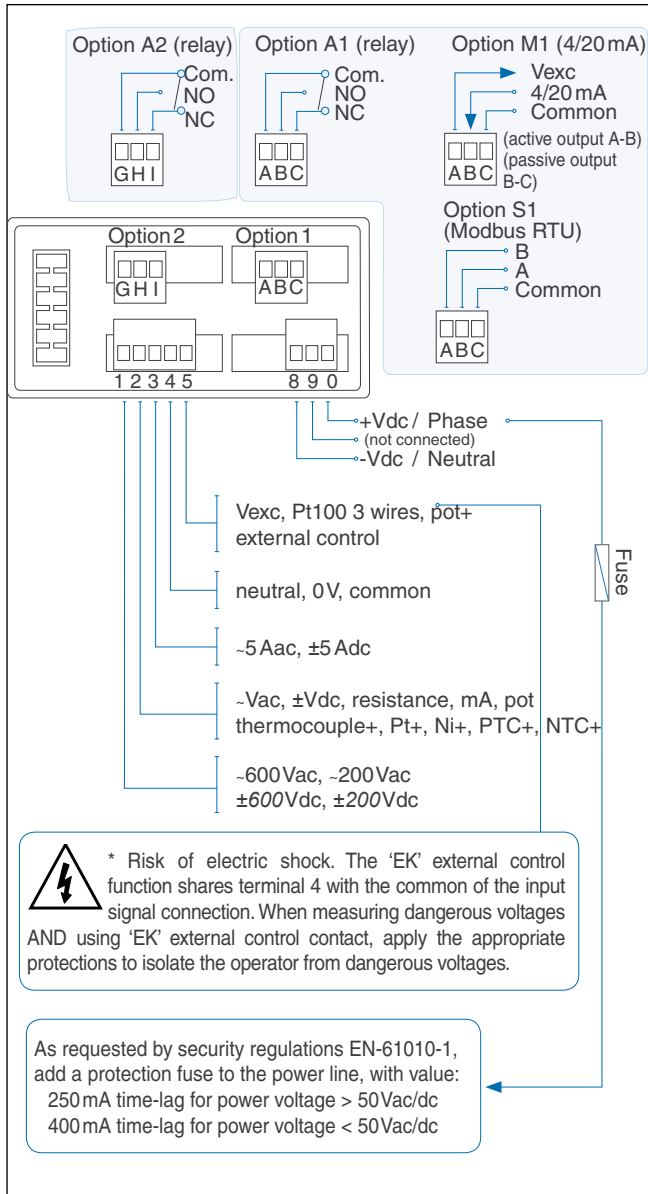 Option A2 (relay)
Com.
NO
NC
GHI
Option A1 (relay)
Com.
NO
NC
ABC
Option M1 (4/20 mA)
Vexc
4/20 mA
Common
(active output A-B)
(passive output
B-C)
ABC
Option S1
(Modbus RTU)
B
A
Common
ABC
Option 2
GHI
Option 1
ABC
1 2 3 4 5
8 9 0
+Vdc / Phase
(not connected)
-Vdc / Neutral
Fuse
Vexc, Pt100 3 wires, pot+
external control
neutral, 0V, common
~5 Aac, ±5 Adc
~Vac, ±Vdc, resistance, mA, pot
thermocouple+, Pt+, Ni+, PTC+, NTC+
~600 Vac, ~200 Vac
±600Vdc, ±200Vdc
* Risk of electric shock. The ‘EK’ external control
function shares terminal 4 with the common of the input
signal connection. When measuring dangerous voltages
AND using ‘EK’ external control contact, apply the appropriate
protections to isolate the operator from dangerous voltages.
As requested by security regulations EN-61010-1,
add a protection fuse to the power line, with value:
250 mA time-lag for power voltage > 50 Vac/dc
400 mA time-lag for power voltage < 50 Vac/dc